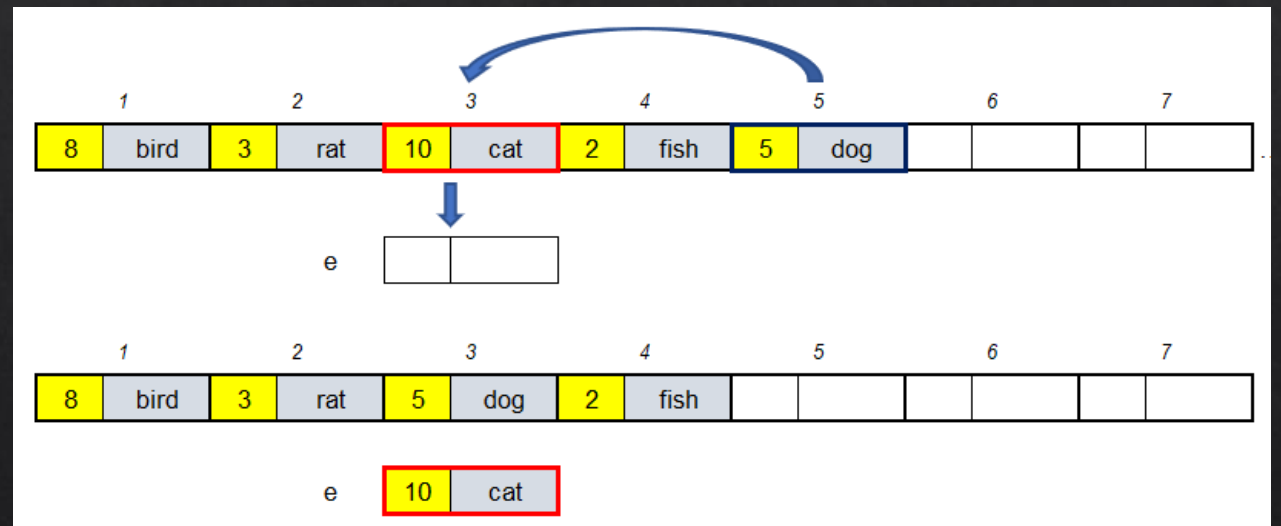 1 2 3 4 5 6 7
8 bird 3 rat 10 cat 2 fish 5 dog ..
e
1 2 3 4 5 6 7
8 bird 3 rat 5 dog 2 fish
e 10 cat